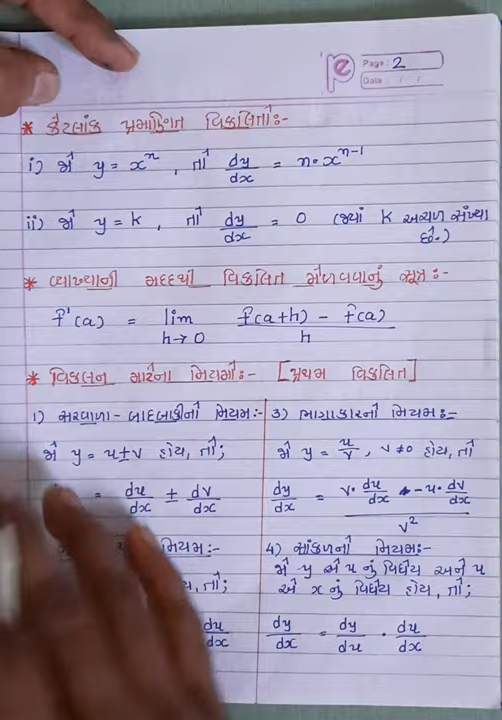 Page: 2
Date: / /
* કેટલાંક પ્રમાણિત વિકલિતો:-
i) જો y = xⁿ , તો dy/dx = n·xⁿ⁻¹
ii) જો y = k , તો dy/dx = 0 (જ્યાં k અચળ સંખ્યા
છે.)
* વ્યાખ્યાની મદદથી વિકલિત મેળવવાનું સૂત્ર:-
f'(a) = lim h→0 f(a+h) - f(a) / h
* વિકલન માટેના નિયમો:- [પ્રથમ વિકલિત]
1) સરવાળા - બાદબાકીનો નિયમ:-
જો y = u ± v હોય, તો;
= du/dx ± dv/dx
નિયમ:-
તો;
du/dx
3) ભાગાકારનો નિયમ:-
જો y = u/v , v ≠ 0 હોય, તો
dy/dx = v· du/dx - u· dv/dx / v²
4) સાંકળનો નિયમ:-
જો y એ u નું વિધેય અને u
એ x નું વિધેય હોય, તો;
dy/dx = dy/du · du/dx